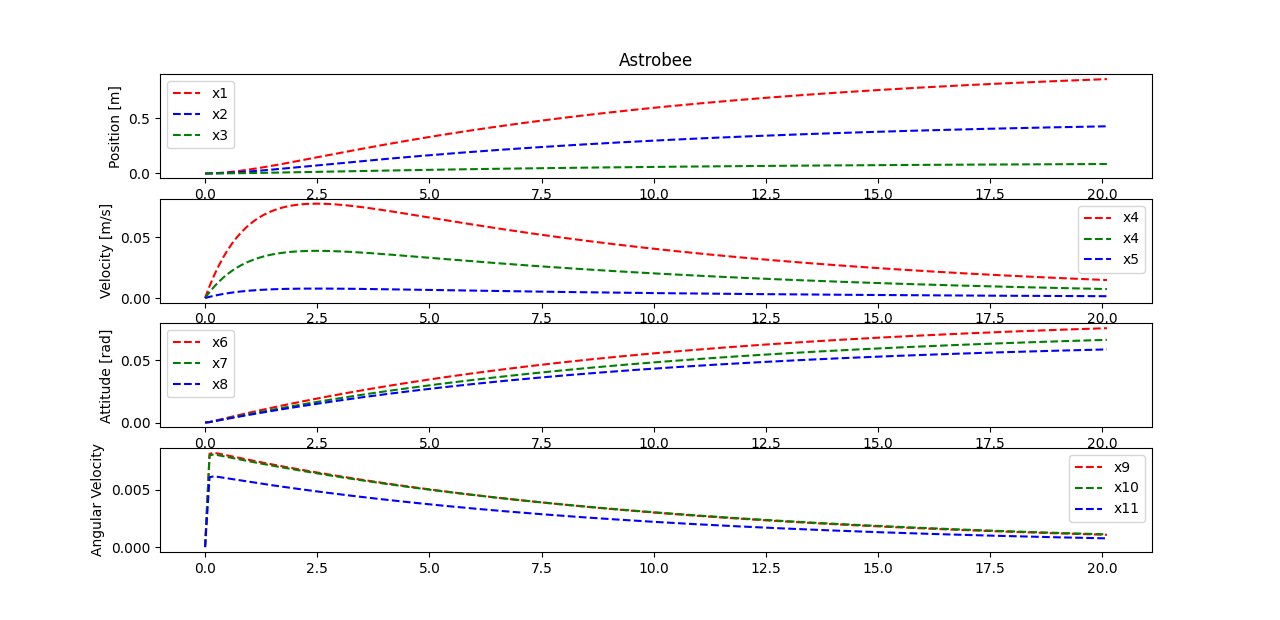 Astrobee
Position [m]
0.5
0.0
x1
x2
x3
0.0 2.5 5.0 7.5 10.0 12.5 15.0 17.5 20.0
Velocity [m/s]
0.05
0.00
x4
x4
x5
0.0 2.5 5.0 7.5 10.0 12.5 15.0 17.5 20.0
Attitude [rad]
0.05
0.00
x6
x7
x8
0.0 2.5 5.0 7.5 10.0 12.5 15.0 17.5 20.0
Angular Velocity
0.005
0.000
x9
x10
x11
0.0 2.5 5.0 7.5 10.0 12.5 15.0 17.5 20.0